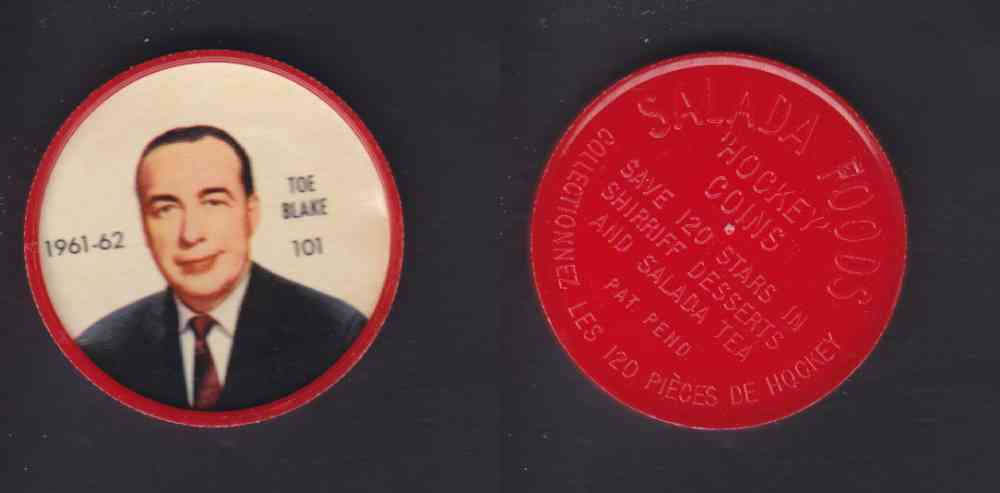 1961-62
TOE
BLAKE
101
SALADA FOODS
"HOCKEY
COINS"
SAVE 120 STARS IN
SHIRRIFF DESSERTS
AND SALADA TEA
PAT. PEND
COLLECTIONNEZ LES 120 PIÈCES DE HOCKEY